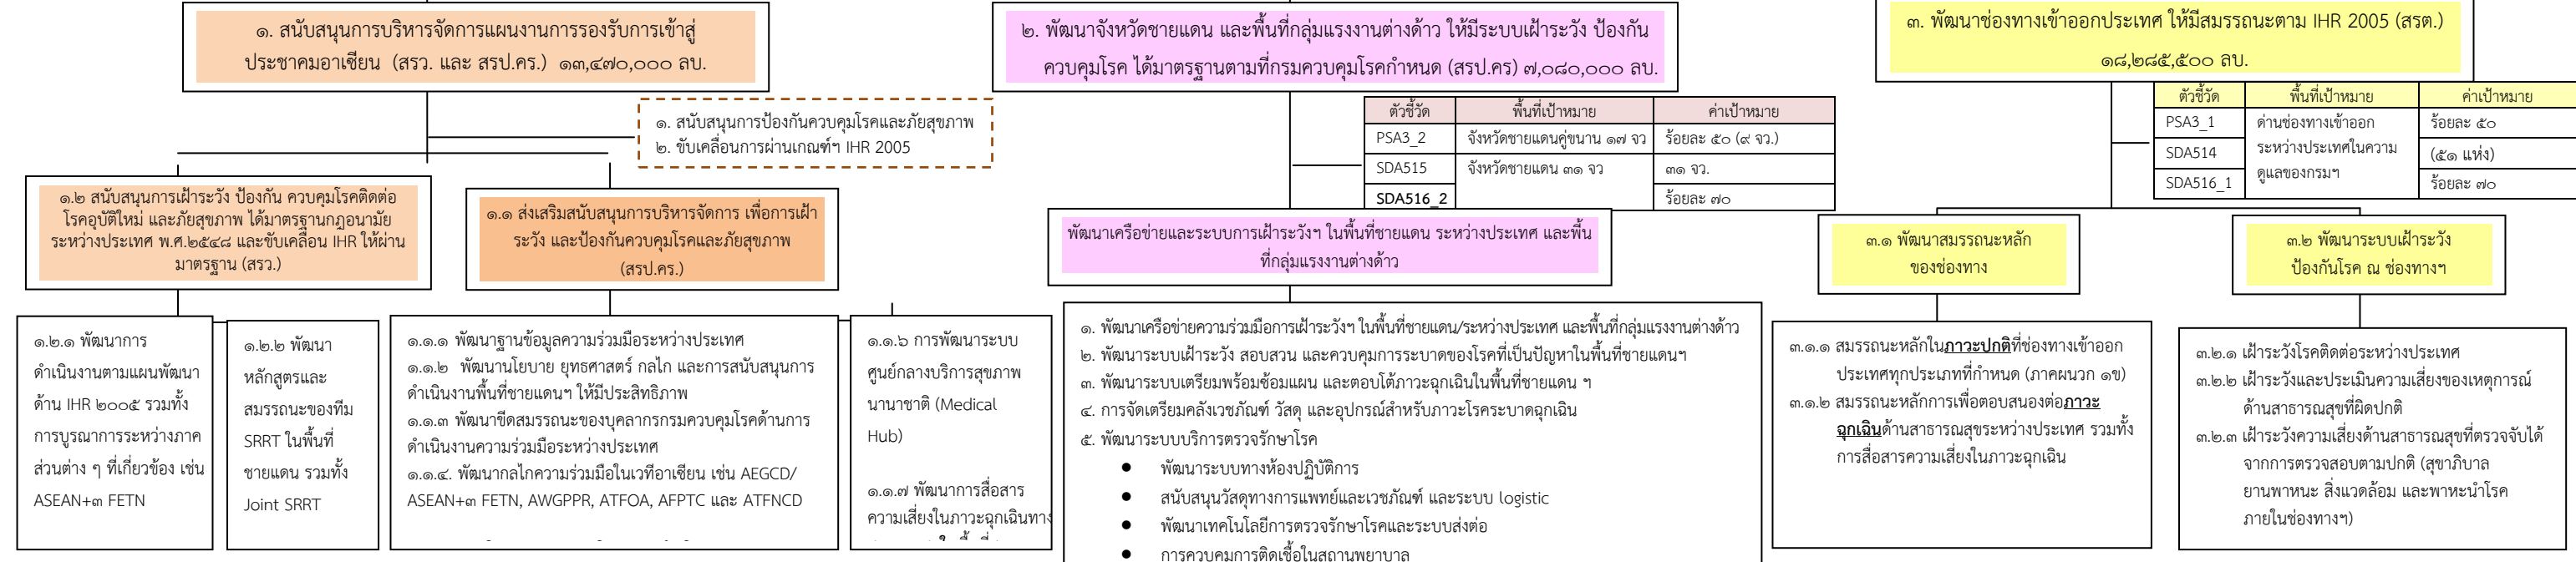 ๑. สนับสนุนการบริหารจัดการแผนงานการรองรับการเข้าสู่
ประชาคมอาเซียน (สรว. และ สรป.คร.) ๑๓,๔๗๐,๐๐๐ ลบ.
๑. สนับสนุนการป้องกันควบคุมโรคและภัยสุขภาพ
๒. ขับเคลื่อนการผ่านเกณฑ์ฯ IHR 2005
๑.๒ สนับสนุนการเฝ้าระวัง ป้องกัน ควบคุมโรคติดต่อ
โรคอุบัติใหม่ และภัยสุขภาพ ได้มาตรฐานกฎอนามัย
ระหว่างประเทศ พ.ศ.๒๕๔๘ และขับเคลื่อน IHR ให้ผ่าน
มาตรฐาน (สรว.)
๑.๑ ส่งเสริมสนับสนุนการบริหารจัดการ เพื่อการเฝ้า
ระวัง และป้องกันควบคุมโรคและภัยสุขภาพ
(สรป.คร.)
๑.๒.๑ พัฒนาการ
ดำเนินงานตามแผนพัฒนา
ด้าน IHR ๒๐๐๕ รวมทั้ง
การบูรณาการระหว่างภาค
ส่วนต่าง ๆ ที่เกี่ยวข้อง เช่น
ASEAN+๓ FETN
๑.๒.๒ พัฒนา
หลักสูตรและ
สมรรถนะของทีม
SRRT ในพื้นที่
ชายแดน รวมทั้ง
Joint SRRT
๑.๑.๑ พัฒนาฐานข้อมูลความร่วมมือระหว่างประเทศ
๑.๑.๒ พัฒนานโยบาย ยุทธศาสตร์ กลไก และการสนับสนุนการ
ดำเนินงานพื้นที่ชายแดนฯ ให้มีประสิทธิภาพ
๑.๑.๓ พัฒนาขีดสมรรถนะของบุคลากรกรมควบคุมโรคด้านการ
ดำเนินงานความร่วมมือระหว่างประเทศ
๑.๑.๔. พัฒนากลไกความร่วมมือในเวทีอาเซียน เช่น AEGCD/
ASEAN+๓ FETN, AWGPPR, ATFOA, AFPTC และ ATFNCD
๑.๑.๖ การพัฒนาระบบ
ศูนย์กลางบริการสุขภาพ
นานาชาติ (Medical
Hub)
๑.๑.๗ พัฒนาการสื่อสาร
ความเสี่ยงในภาวะฉุกเฉินทาง
๒. พัฒนาจังหวัดชายแดน และพื้นที่กลุ่มแรงงานต่างด้าว ให้มีระบบเฝ้าระวัง ป้องกัน
ควบคุมโรค ได้มาตรฐานตามที่กรมควบคุมโรคกำหนด (สรป.คร) ๗,๐๘๐,๐๐๐ ลบ.
ตัวชี้วัด พื้นที่เป้าหมาย ค่าเป้าหมาย
PSA3_2 จังหวัดชายแดนคู่ขนาน ๑๗ จว ร้อยละ ๕๐ (๙ จว.)
SDA515 จังหวัดชายแดน ๓๑ จว ๓๑ จว.
SDA516_2 ร้อยละ ๗๐
พัฒนาเครือข่ายและระบบการเฝ้าระวังฯ ในพื้นที่ชายแดน ระหว่างประเทศ และพื้น
ที่กลุ่มแรงงานต่างด้าว
๑. พัฒนาเครือข่ายความร่วมมือการเฝ้าระวังฯ ในพื้นที่ชายแดน/ระหว่างประเทศ และพื้นที่กลุ่มแรงงานต่างด้าว
๒. พัฒนาระบบเฝ้าระวัง สอบสวน และควบคุมการระบาดของโรคที่เป็นปัญหาในพื้นที่ชายแดนฯ
๓. พัฒนาระบบเตรียมพร้อมซ้อมแผน และตอบโต้ภาวะฉุกเฉินในพื้นที่ชายแดน ฯ
๔. การจัดเตรียมคลังเวชภัณฑ์ วัสดุ และอุปกรณ์สำหรับภาวะโรคระบาดฉุกเฉิน
๕. พัฒนาระบบบริการตรวจรักษาโรค
● พัฒนาระบบทางห้องปฏิบัติการ
● สนับสนุนวัสดุทางการแพทย์และเวชภัณฑ์ และระบบ logistic
● พัฒนาเทคโนโลยีการตรวจรักษาโรคและระบบส่งต่อ
● การควบคุมการติดเชื้อในสถานพยาบาล
๓. พัฒนาช่องทางเข้าออกประเทศ ให้มีสมรรถนะตาม IHR 2005 (สรต.)
๑๘,๒๘๕,๕๐๐ ลบ.
ตัวชี้วัด พื้นที่เป้าหมาย ค่าเป้าหมาย
PSA3_1 ด่านช่องทางเข้าออก ร้อยละ ๕๐
SDA514 ระหว่างประเทศในความ (๕๑ แห่ง)
SDA516_1 ดูแลของกรมฯ ร้อยละ ๗๐
๓.๑ พัฒนาสมรรถนะหลัก
ของช่องทาง
๓.๒ พัฒนาระบบเฝ้าระวัง
ป้องกันโรค ณ ช่องทางฯ
๓.๑.๑ สมรรถนะหลักในภาวะปกติที่ช่องทางเข้าออก
ประเทศทุกประเภทที่กำหนด (ภาคผนวก ๑ข)
๓.๑.๒ สมรรถนะหลักการเพื่อตอบสนองต่อภาวะ
ฉุกเฉินด้านสาธารณสุขระหว่างประเทศ รวมทั้ง
การสื่อสารความเสี่ยงในภาวะฉุกเฉิน
๓.๒.๑ เฝ้าระวังโรคติดต่อระหว่างประเทศ
๓.๒.๒ เฝ้าระวังและประเมินความเสี่ยงของเหตุการณ์
ด้านสาธารณสุขที่ผิดปกติ
๓.๒.๓ เฝ้าระวังความเสี่ยงด้านสาธารณสุขที่ตรวจจับได้
จากการตรวจสอบตามปกติ (สุขาภิบาล
ยานพาหนะ สิ่งแวดล้อม และพาหะนำโรค
ภายในช่องทางฯ)